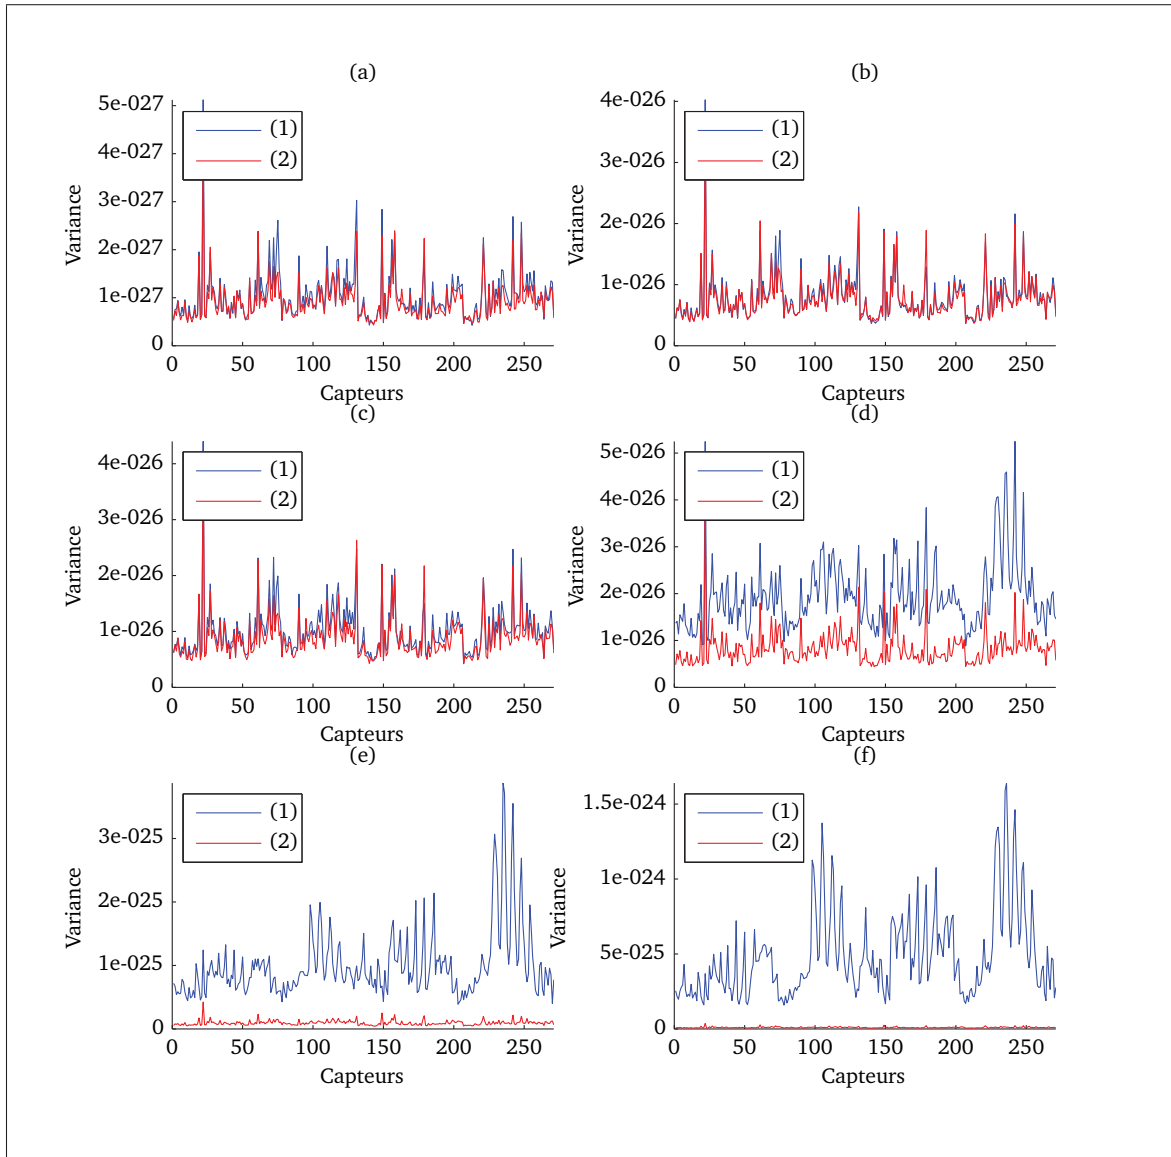 (a)
Variance
5e-027
4e-027
3e-027
2e-027
1e-027
0
(1)
(2)
0 50 100 150 200 250
Capteurs
(b)
Variance
4e-026
3e-026
2e-026
1e-026
0
(1)
(2)
0 50 100 150 200 250
Capteurs
(c)
Variance
4e-026
3e-026
2e-026
1e-026
0
(1)
(2)
0 50 100 150 200 250
Capteurs
(d)
Variance
5e-026
4e-026
3e-026
2e-026
1e-026
0
(1)
(2)
0 50 100 150 200 250
Capteurs
(e)
Variance
3e-025
2e-025
1e-025
0
(1)
(2)
0 50 100 150 200 250
Capteurs
(f)
Variance
1.5e-024
1e-024
5e-025
0
(1)
(2)
0 50 100 150 200 250
Capteurs